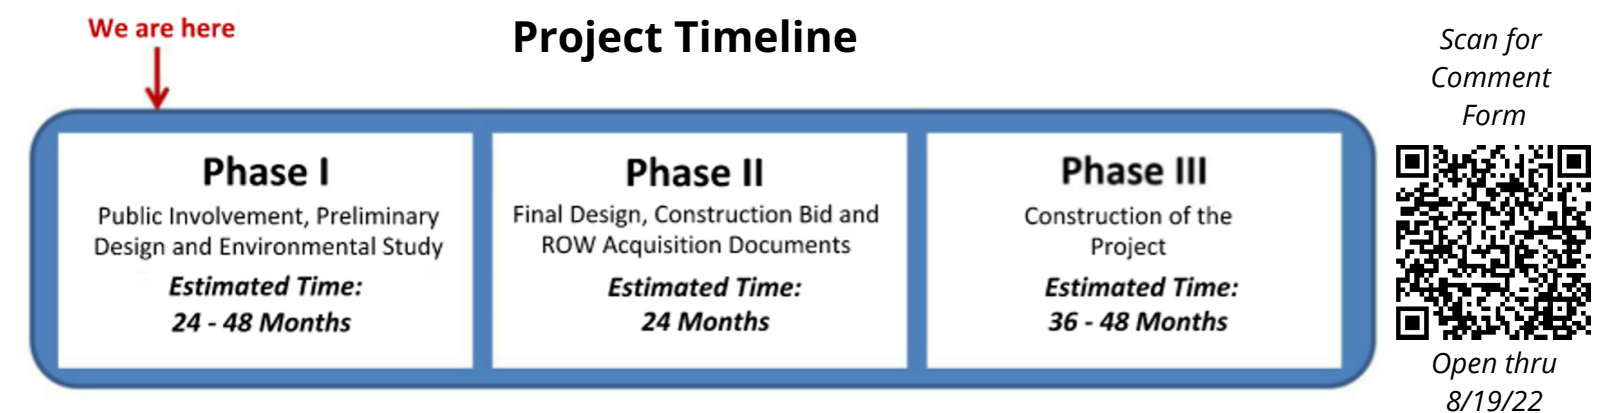 We are here
Project Timeline
Phase I
Public Involvement, Preliminary
Design and Environmental Study
Estimated Time:
24 - 48 Months
Phase II
Final Design, Construction Bid and
ROW Acquisition Documents
Estimated Time:
24 Months
Phase III
Construction of the
Project
Estimated Time:
36 - 48 Months
Scan for
Comment
Form
Open thru
8/19/22